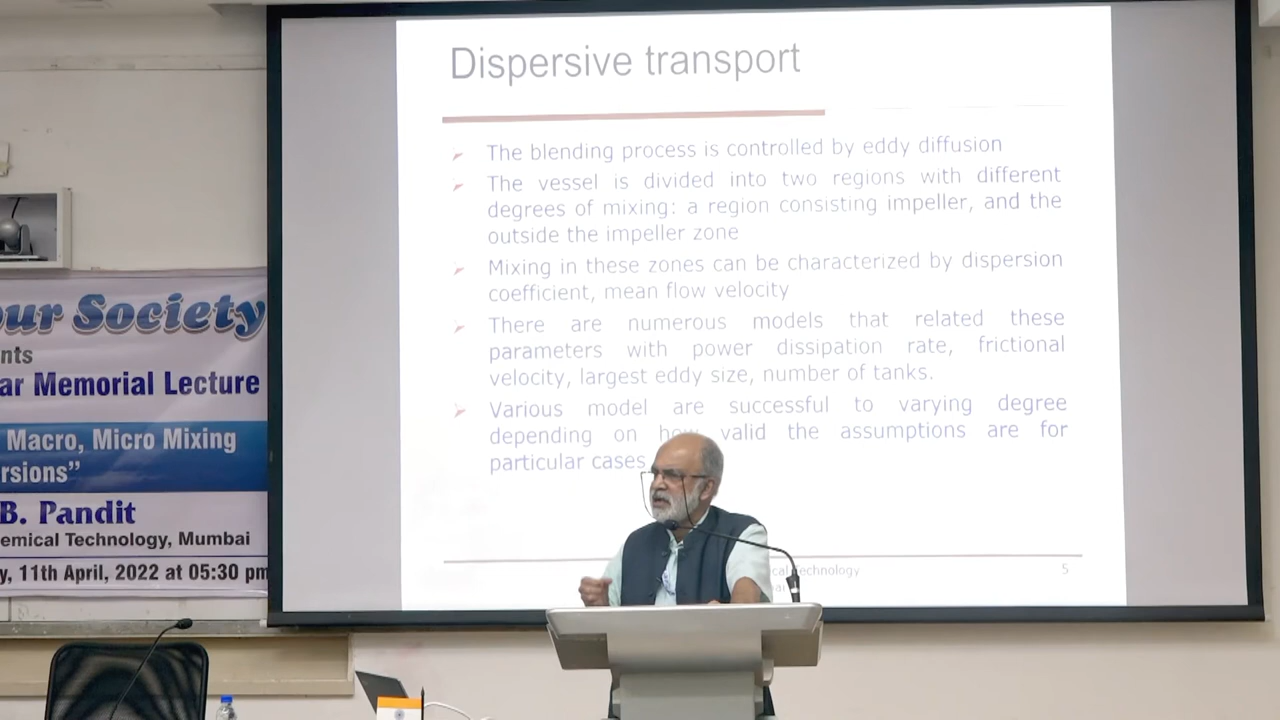 Dispersive transport
The blending process is controlled by eddy diffusion
The vessel is divided into two regions with different
degrees of mixing: a region consisting impeller, and the
outside the impeller zone
Mixing in these zones can be characterized by dispersion
coefficient, mean flow velocity
There are numerous models that related these
parameters with power dissipation rate, frictional
velocity, largest eddy size, number of tanks.
Various model are successful to varying degree
depending on how valid the assumptions are for
particular cases
Technology
5
our Society
nts
ar Memorial Lecture
Macro, Micro Mixing
rsions”
B. Pandit
emical Technology, Mumbai
y, 11th April, 2022 at 05:30 pm